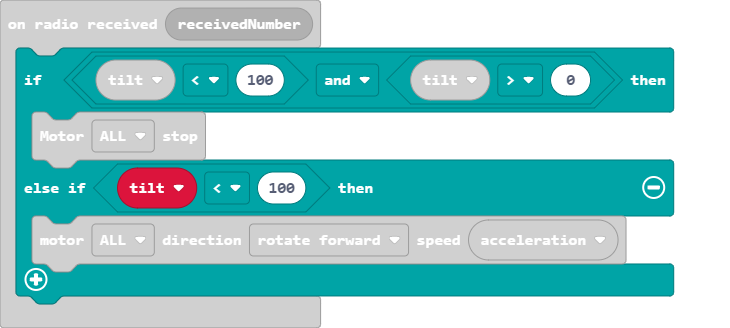 on radio received receivedNumber
if tilt < 100 and tilt > 0 then
Motor ALL stop
else if tilt < 100 then
motor ALL direction rotate forward speed acceleration